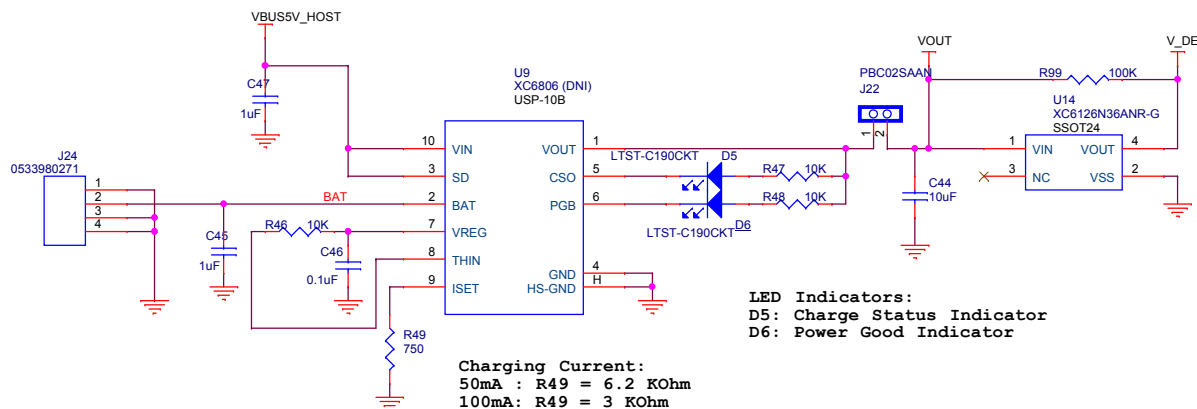 VBUS5V_HOST
C47
1uF
J24
0533980271
1
2
3
4
BAT
R46
10K
C45
1uF
C46
0.1uF
R49
750
U9
XC6806 (DNI)
USP-10B
10
VIN
3
SD
2
BAT
7
VREG
8
THIN
9
ISET
VOUT
1
CSO
5
PGB
6
GND
4
HS-GND
H
LTST-C190CKT
D5
R47
10K
R48
10K
LTST-C190CKT
D6
PBC02SAAN
J22
1
2
VOUT
C44
10uF
R99
100K
V_DE
U14
XC6126N36ANR-G
SSOT24
1
VIN
VOUT
4
3
NC
VSS
2
LED Indicators:
D5: Charge Status Indicator
D6: Power Good Indicator
Charging Current:
50mA : R49 = 6.2 KOhm
100mA: R49 = 3 KOhm